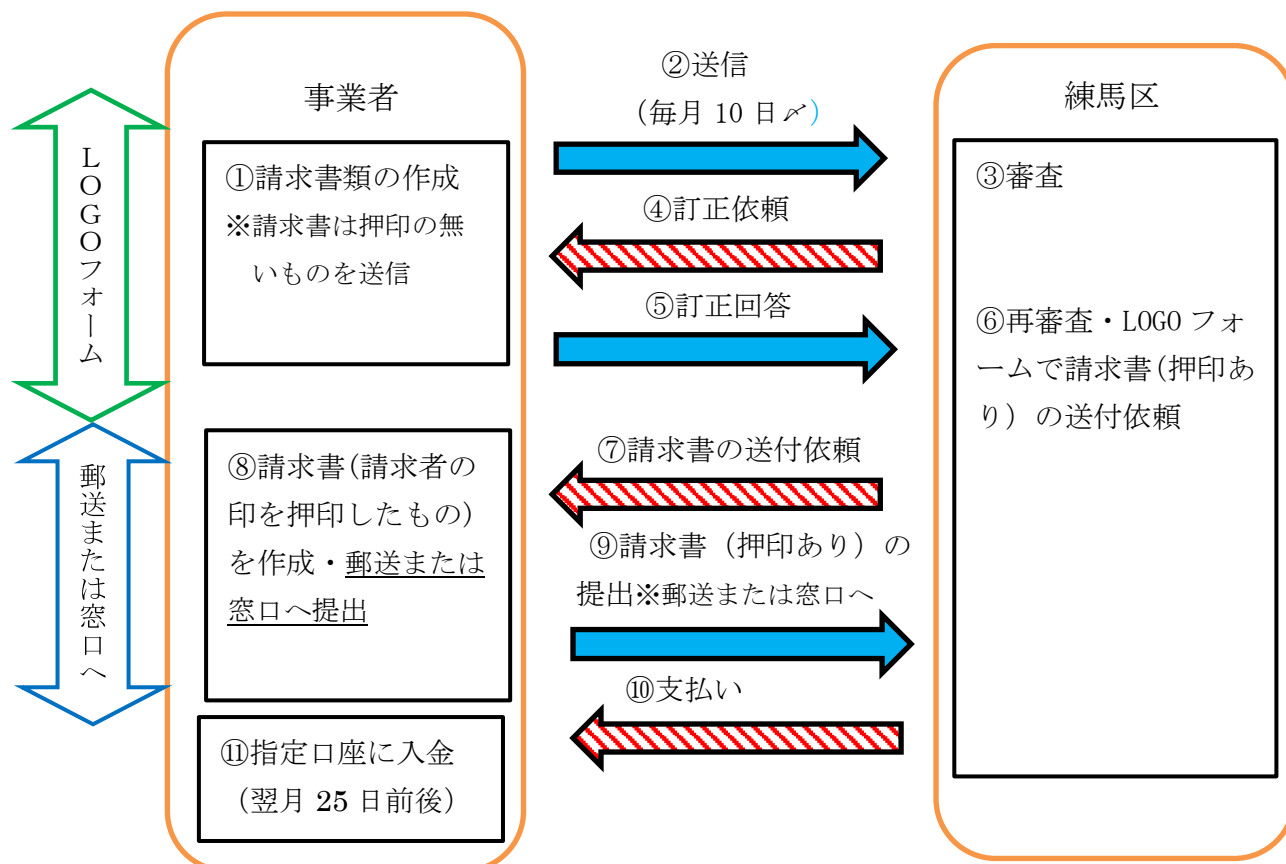 事業者
練馬区
LOGOフォーム
郵送または窓口へ
①請求書類の作成
※請求書は押印の無
いものを送信
②送信
(毎月 10 日〆)
③審査
④訂正依頼
⑤訂正回答
⑥再審査・LOGO フォ
ームで請求書(押印あ
り）の送付依頼
⑦請求書の送付依頼
⑧請求書(請求者の
印を押印したもの)
を作成・郵送または
窓口へ提出
⑨請求書（押印あり）の
提出※郵送または窓口へ
⑩支払い
⑪指定口座に入金
（翌月 25 日前後）